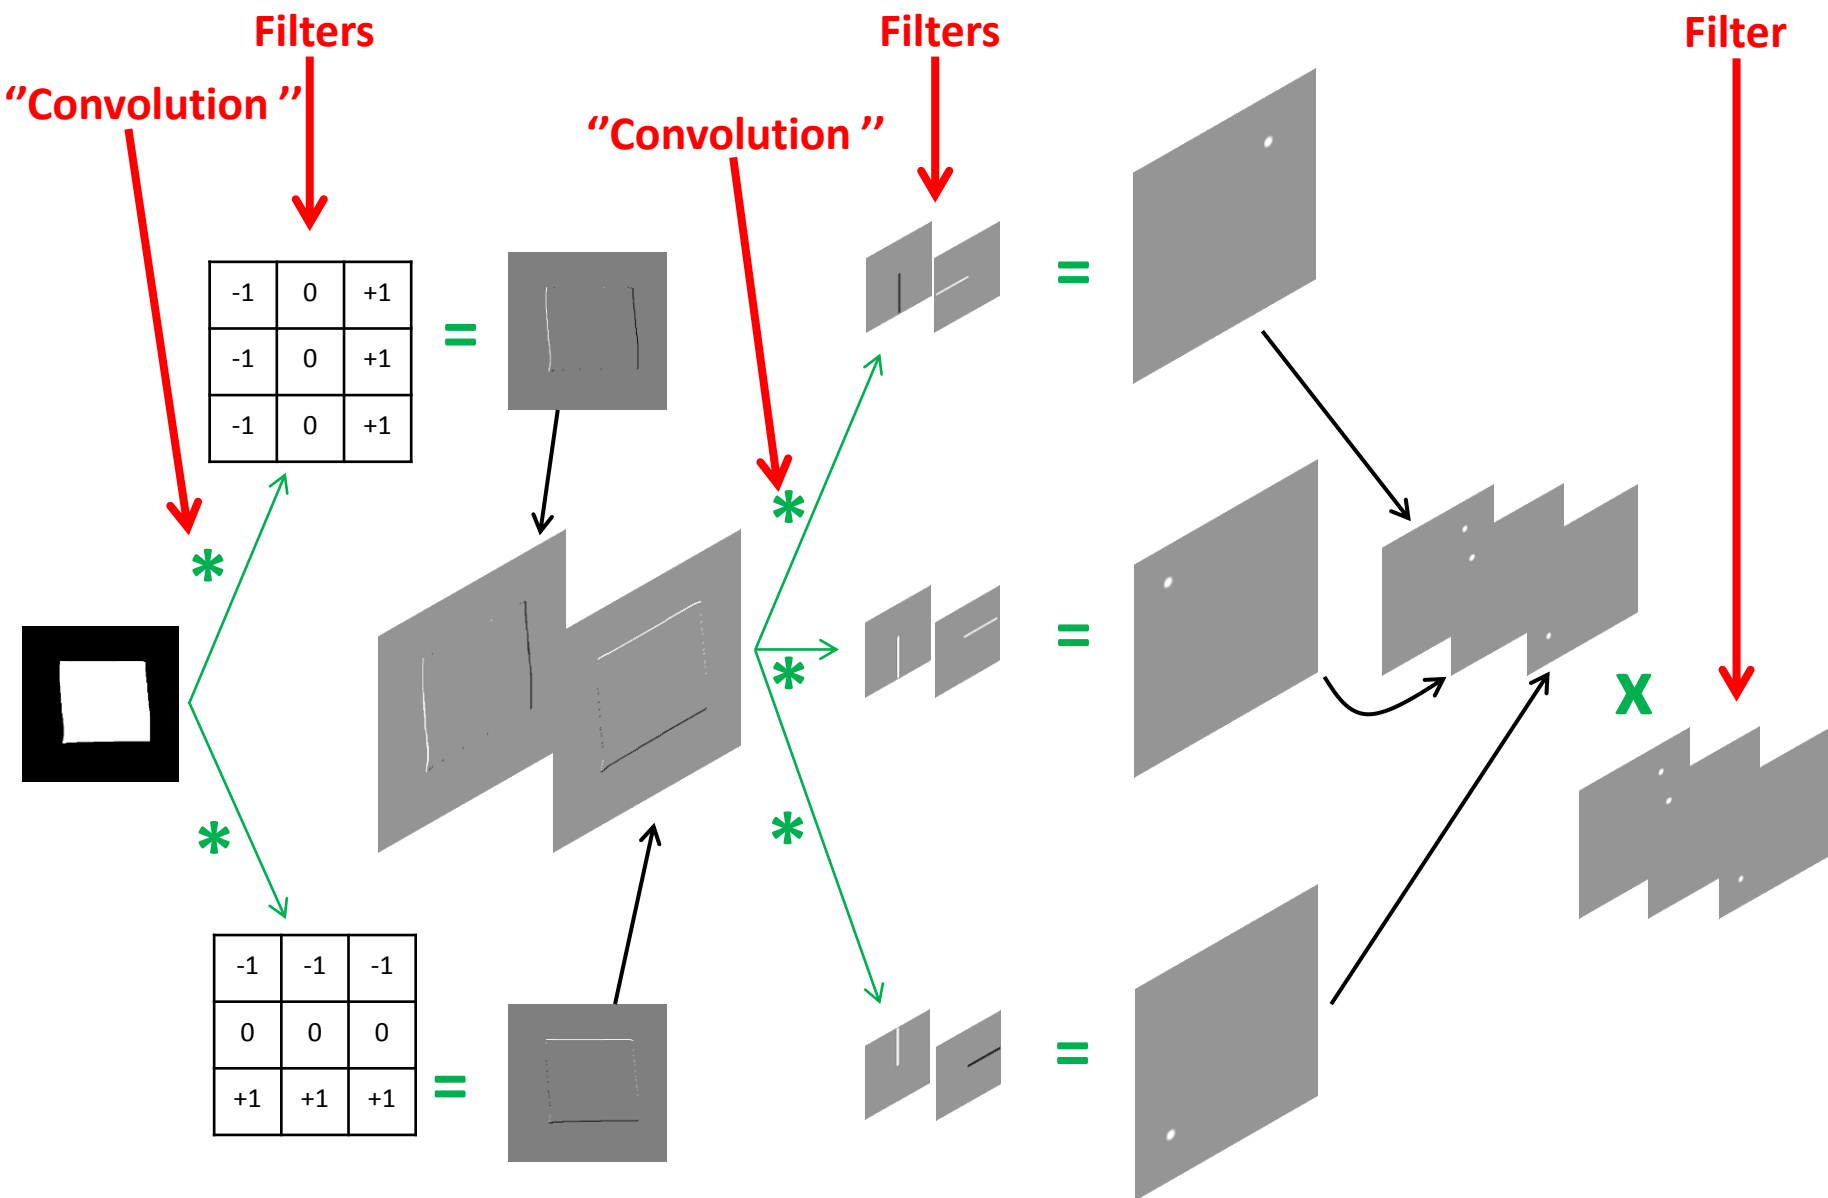 Filters
Filters
Filter
‘’Convolution ’’
‘’Convolution ’’
-1 0 +1
-1 0 +1
-1 0 +1
=
=
*
*
=
*
*
x
*
*
-1 -1 -1
0 0 0
+1 +1 +1
=
=